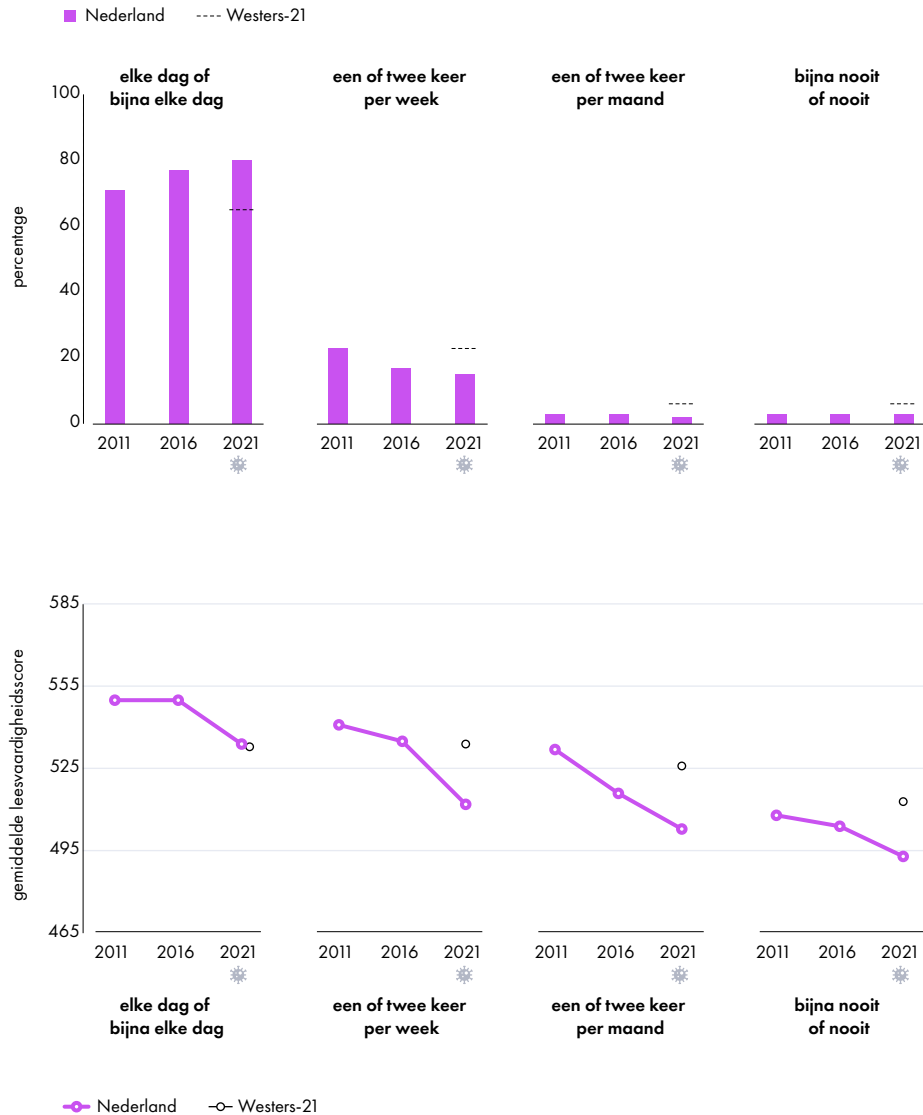 Nederland Westers-21
elke dag of
bijna elke dag
een of twee keer
per week
een of twee keer
per maand
bijna nooit
of nooit
percentage
100
80
60
40
20
0
2011 2016 2021 2011 2016 2021 2011 2016 2021 2011 2016 2021
gemiddelde leesvaardigheidsscore
585
555
525
495
465
2011 2016 2021 2011 2016 2021 2011 2016 2021 2011 2016 2021
elke dag of
bijna elke dag
een of twee keer
per week
een of twee keer
per maand
bijna nooit
of nooit
Nederland Westers-21